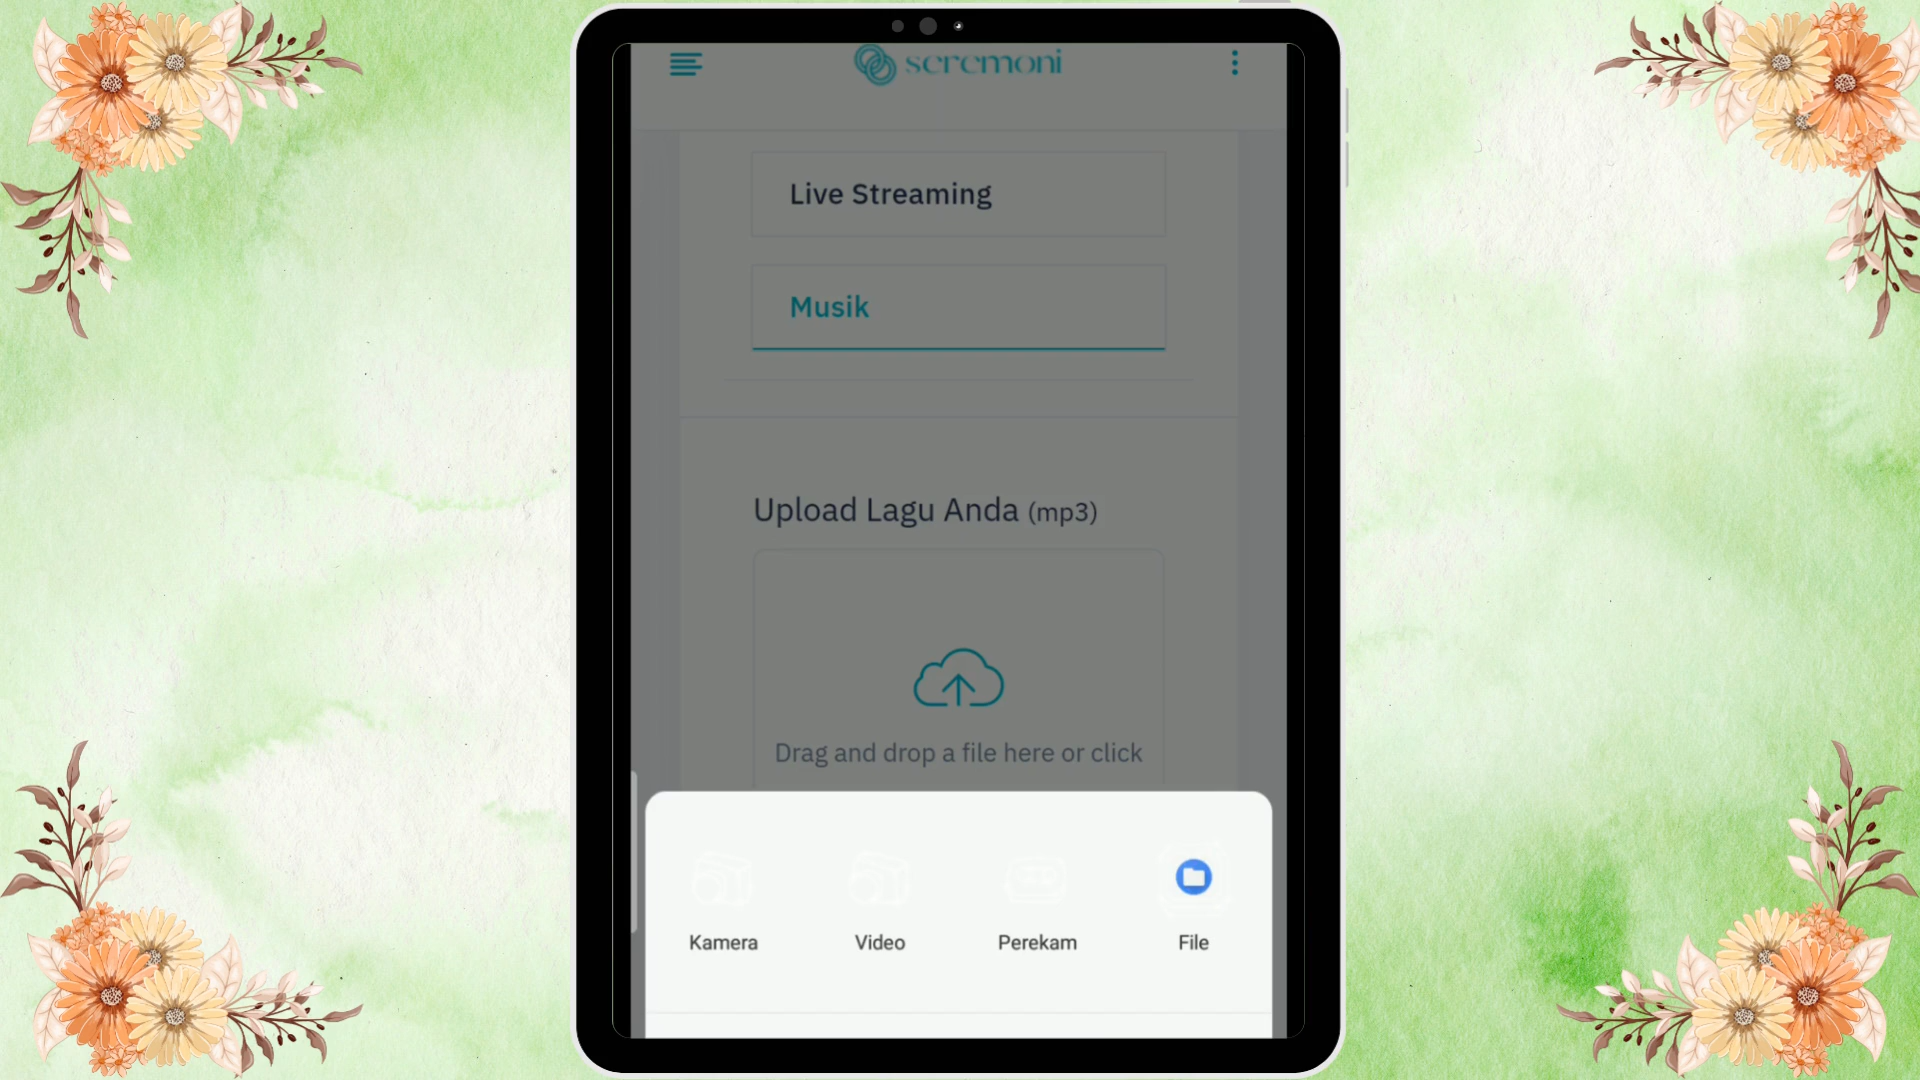 seremoni
Live Streaming
Musik
Upload Lagu Anda (mp3)
Drag and drop a file here or click
Kamera Video Perekam File